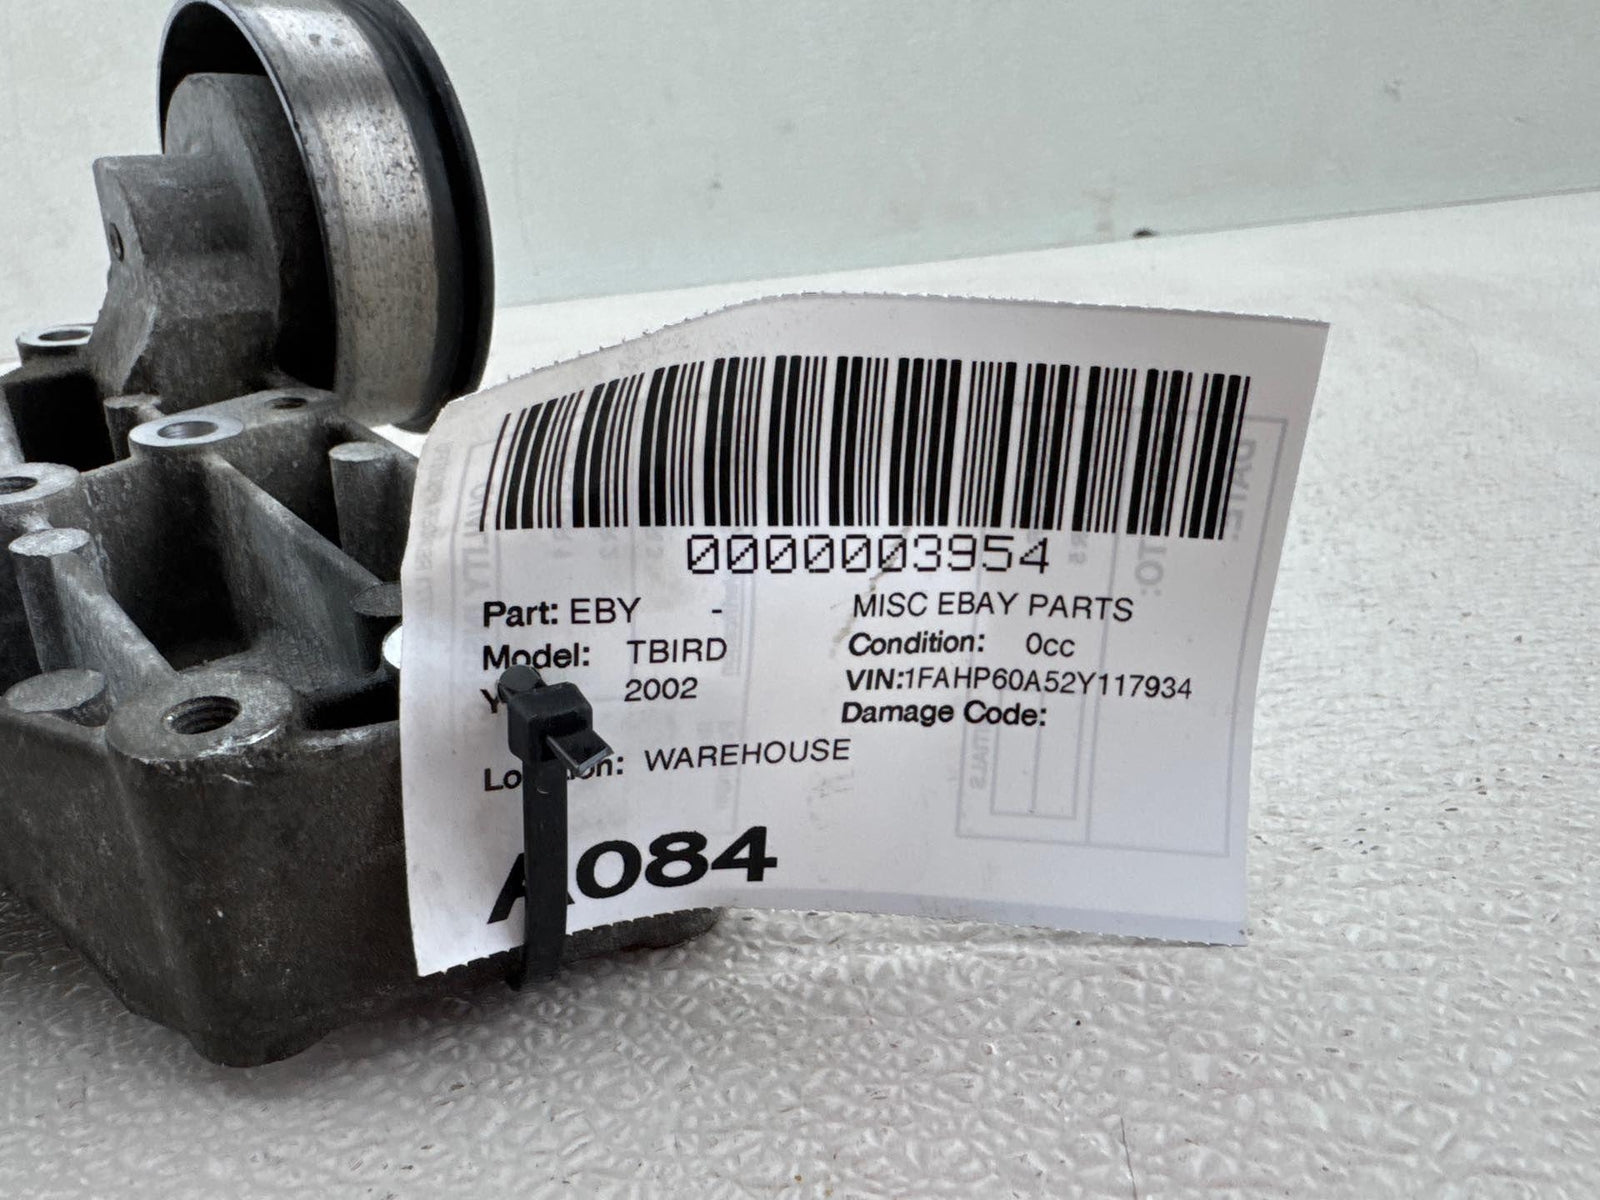 0000003954
Part: EBY - MISC EBAY PARTS
Model: TBIRD Condition: 0cc
2002 VIN:1FAHP60A52Y117934
Damage Code:
WAREHOUSE
A084